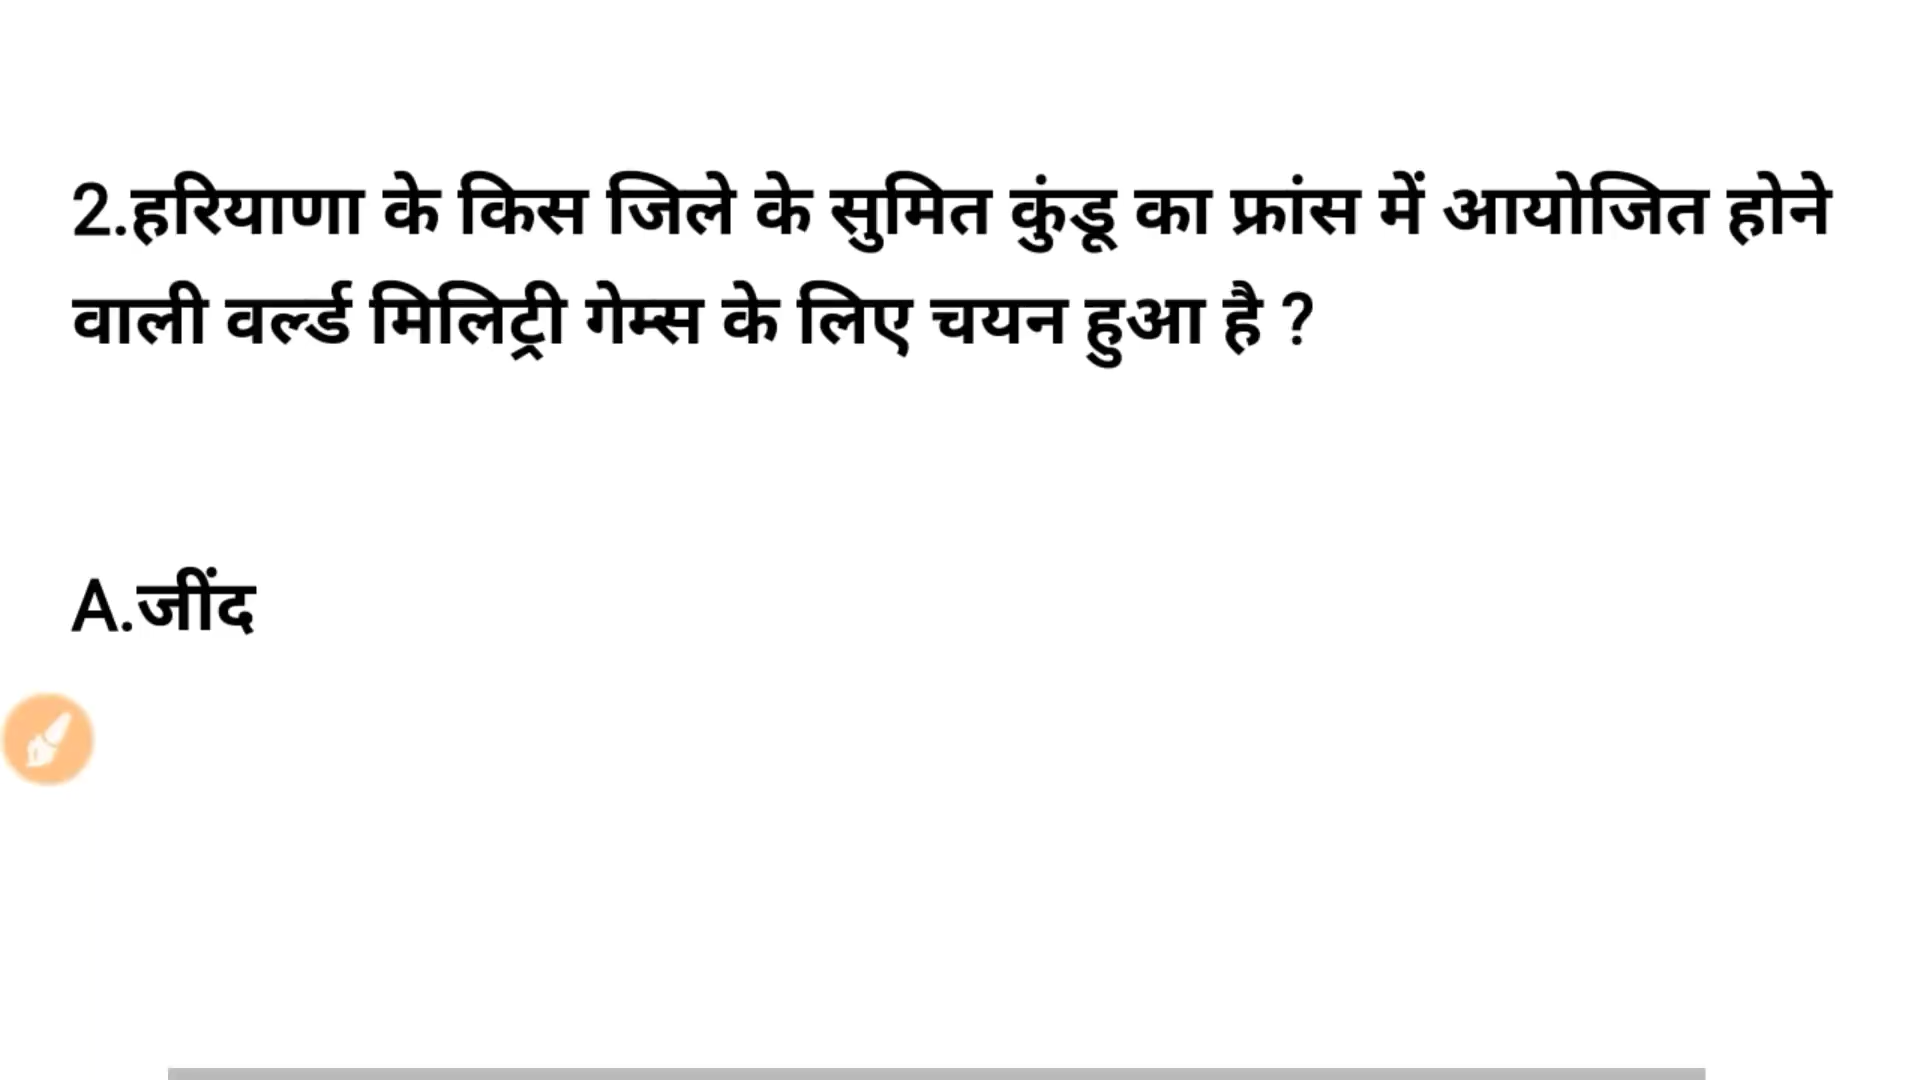 2.हरियाणा के किस जिले के सुमित कुंडू का फ्रांस में आयोजित होने
वाली वर्ल्ड मिलिट्री गेम्स के लिए चयन हुआ है ?
A.जींद